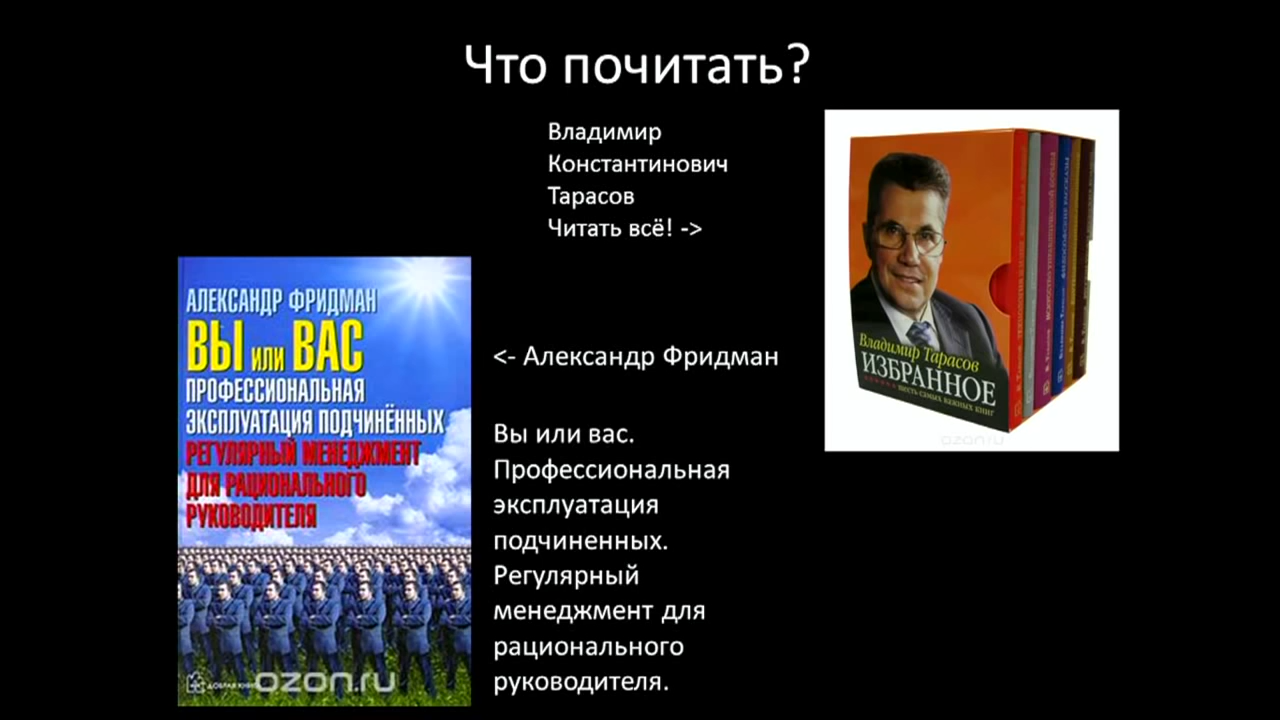 Что почитать?
Владимир
Константинович
Тарасов
Читать всё! ->
Владимир Тарасов
ИЗБРАННОЕ
шесть самых важных книг
ozon.ru
АЛЕКСАНДР ФРИДМАН
ВЫ или ВАС
ПРОФЕССИОНАЛЬНАЯ
ЭКСПЛУАТАЦИЯ ПОДЧИНЁННЫХ
РЕГУЛЯРНЫЙ МЕНЕДЖМЕНТ
ДЛЯ РАЦИОНАЛЬНОГО
РУКОВОДИТЕЛЯ
ozon.ru
<- Александр Фридман
Вы или вас.
Профессиональная
эксплуатация
подчиненных.
Регулярный
менеджмент для
рационального
руководителя.